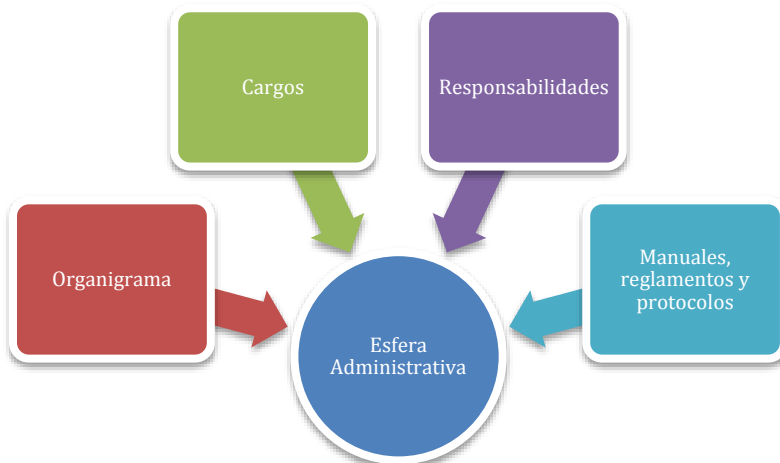 Cargos
Responsabilidades
Organigrama
Manuales,
reglamentos y
protocolos
Esfera
Administrativa